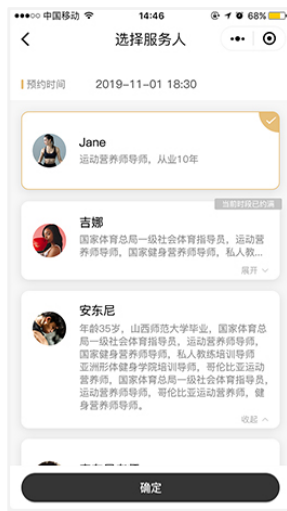 中国移动 14:46 68%
选择服务人
预约时间 2019-11-01 18:30
Jane
运动营养师导师，从业10年
当前时段已约满
吉娜
国家体育总局一级社会体育指导员，运动营
养师导师，国家健身营养师导师，私人教...
展开
安东尼
年龄35岁，山西师范大学毕业，国家体育总
局一级社会体育指导员，运动营养师导师，
国家健身营养师导师，私人教练培训导师
亚洲形体健身学院培训导师，哥伦比亚运动
营养师，国家体育总局一级社会体育指导员，
运动营养师导师，哥伦比亚运动营养师，健
身营养师导师。
收起
确定